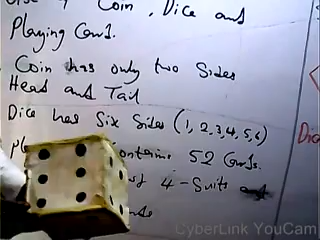 Coin, Dice and
Playing Card.
Coin has only two Sides
Head and Tail
Dice has Six Sides (1, 2, 3, 4, 5, 6)
Contains 52 Cards.
4-Suits
CyberLink YouCam